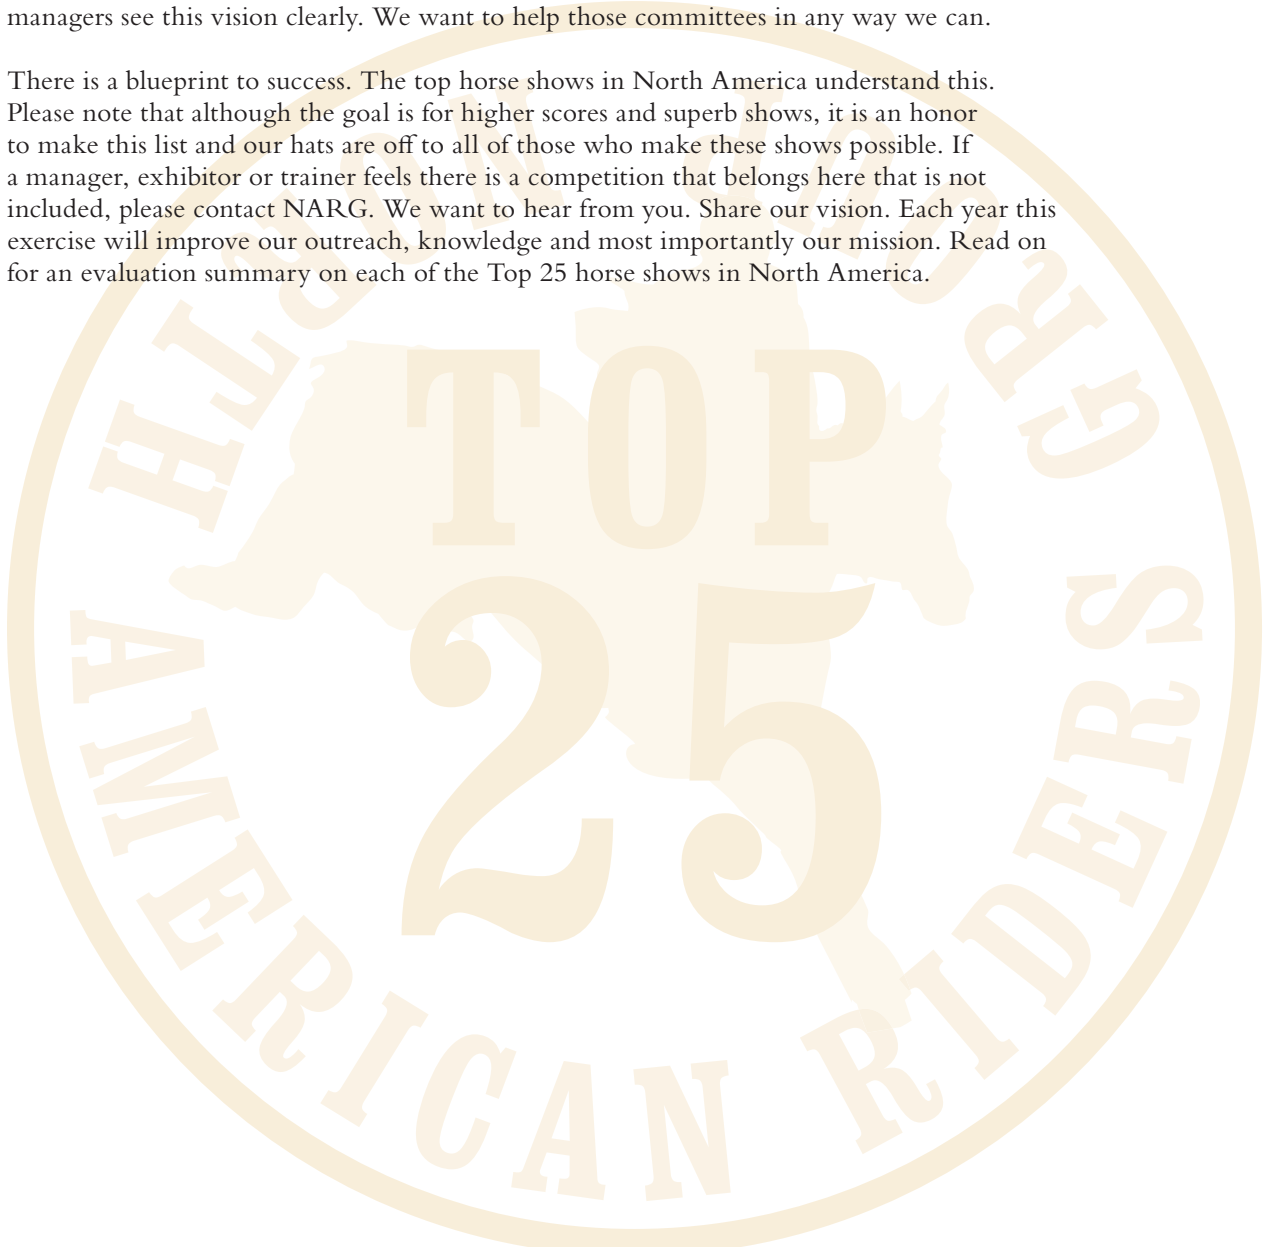 managers see this vision clearly. We want to help those committees in any way we can.
There is a blueprint to success. The top horse shows in North America understand this.
Please note that although the goal is for higher scores and superb shows, it is an honor
to make this list and our hats are off to all of those who make these shows possible. If
a manager, exhibitor or trainer feels there is a competition that belongs here that is not
included, please contact NARG. We want to hear from you. Share our vision. Each year this
exercise will improve our outreach, knowledge and most importantly our mission. Read on
for an evaluation summary on each of the Top 25 horse shows in North America.
NORTH AMERICAN RIDERS GROUP
TOP
25